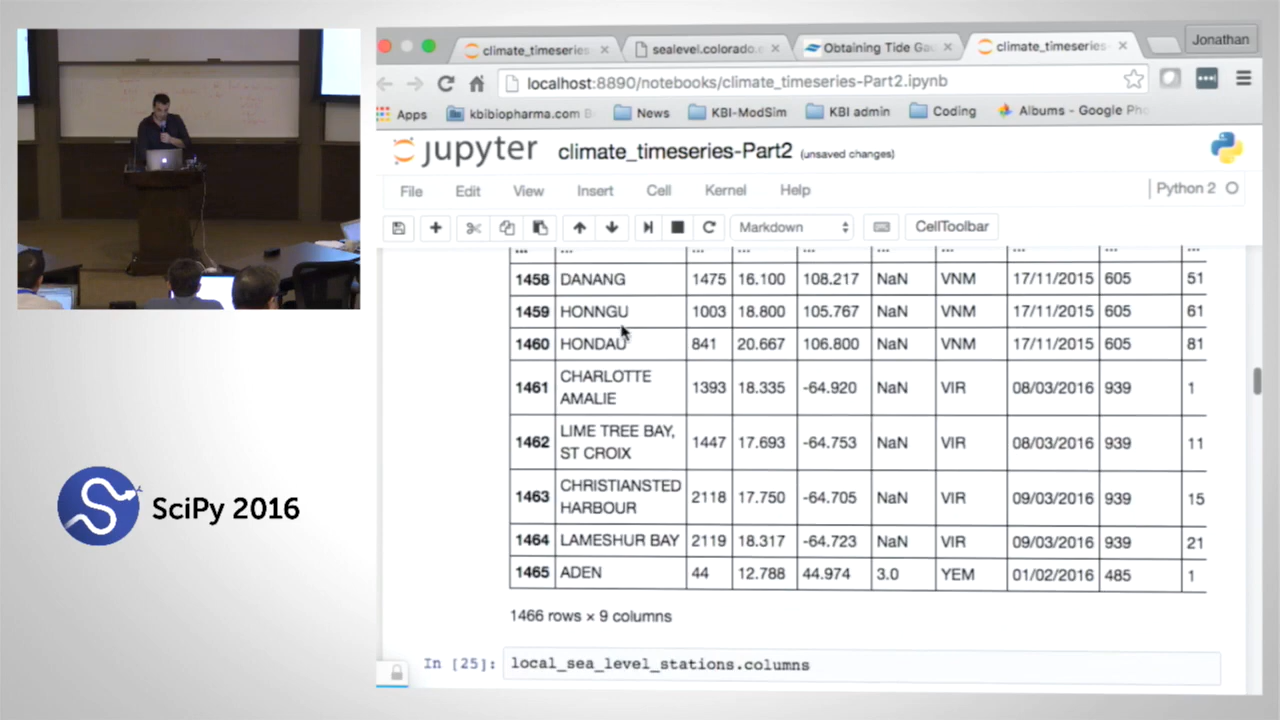 Jonathan
climate_timeseries
sealevel.colorado.e
Obtaining Tide Ga
climate_timeseries-
localhost:8890/notebooks/climate_timeseries-Part2.ipynb
Apps kbibiopharma.com News KBI-ModSim KBI admin Coding Albums - Google Pho
jupyter climate_timeseries-Part2 (unsaved changes)
File Edit View Insert Cell Kernel Help Python 2
Markdown CellToolbar
... ... ... ... ... ... ... ... ... ...
1458 DANANG 1475 16.100 108.217 NaN VNM 17/11/2015 605 51
1459 HONNGU 1003 18.800 105.767 NaN VNM 17/11/2015 605 61
1460 HONDAU 841 20.667 106.800 NaN VNM 17/11/2015 605 81
1461 CHARLOTTE AMALIE 1393 18.335 -64.920 NaN VIR 08/03/2016 939 1
1462 LIME TREE BAY, ST CROIX 1447 17.693 -64.753 NaN VIR 08/03/2016 939 11
1463 CHRISTIANSTED HARBOUR 2118 17.750 -64.705 NaN VIR 09/03/2016 939 15
1464 LAMESHUR BAY 2119 18.317 -64.723 NaN VIR 09/03/2016 939 21
1465 ADEN 44 12.788 44.974 3.0 YEM 01/02/2016 485 1
1466 rows × 9 columns
In [25]: local_sea_level_stations.columns
SciPy 2016